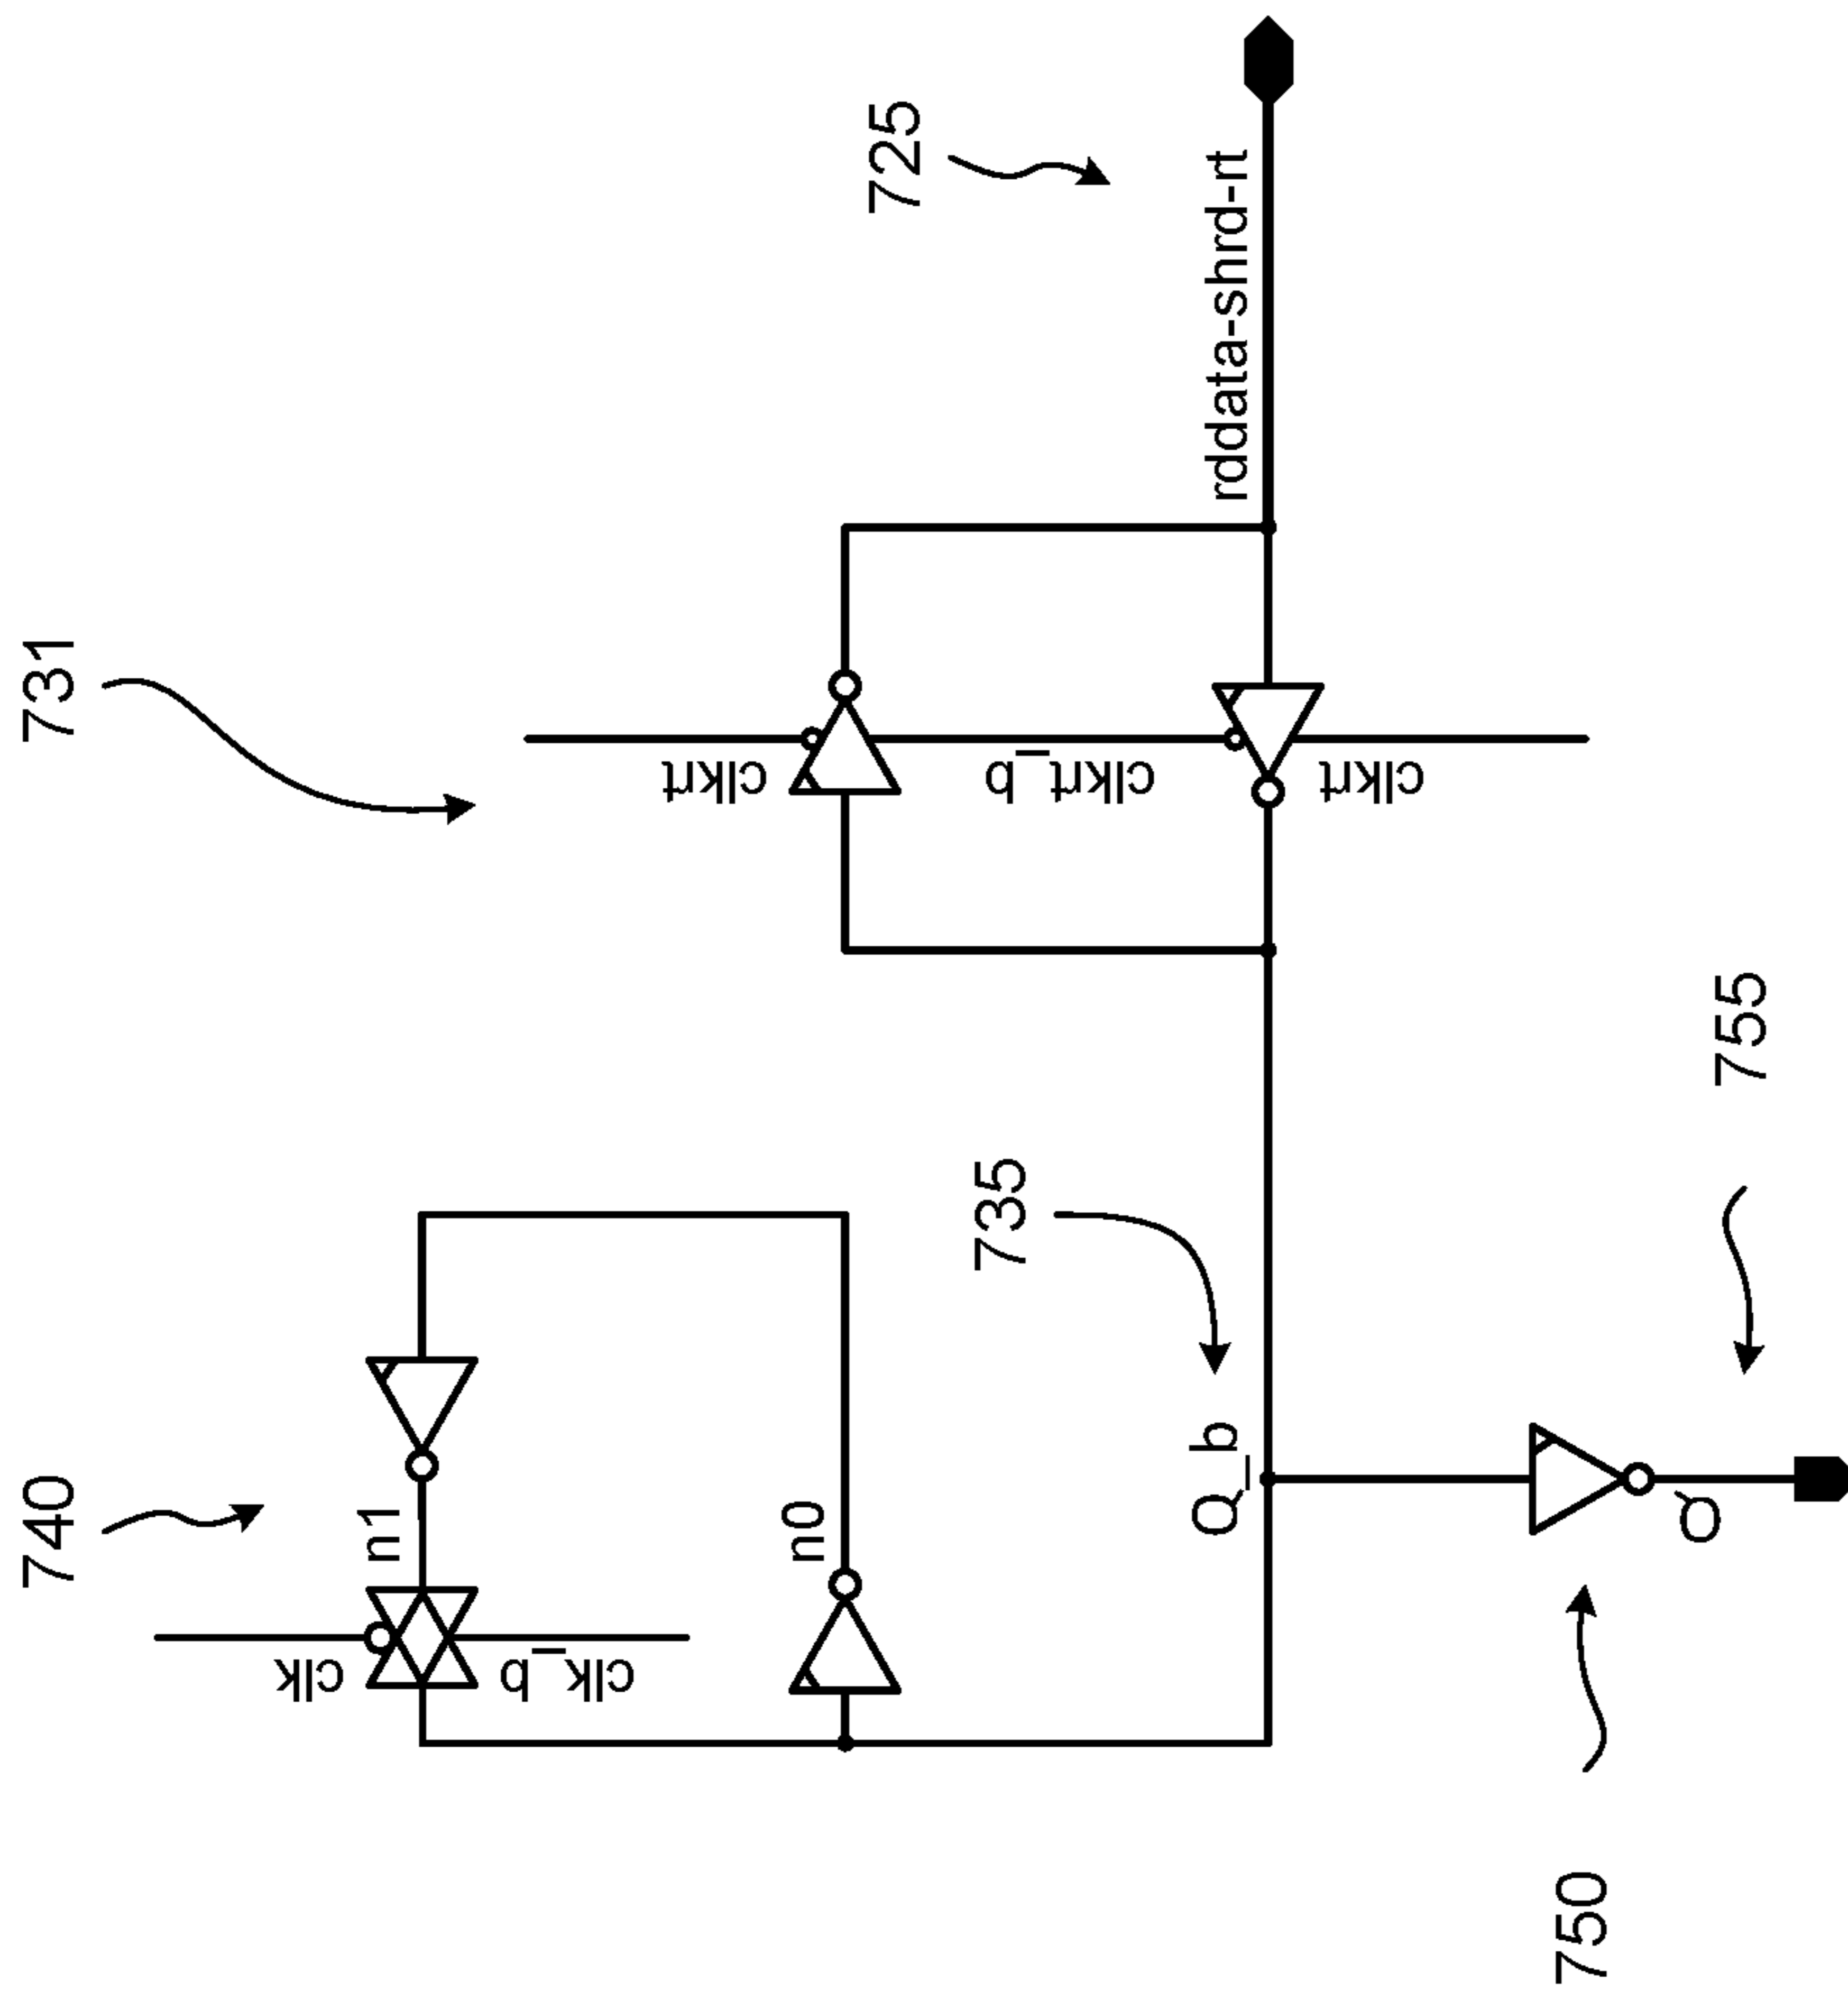 731
725
rddata-shrd-rt
clkrt
clkrt_b
clkrt
740
n1
clk
clk_b
n0
735
Q_b
755
Q
750